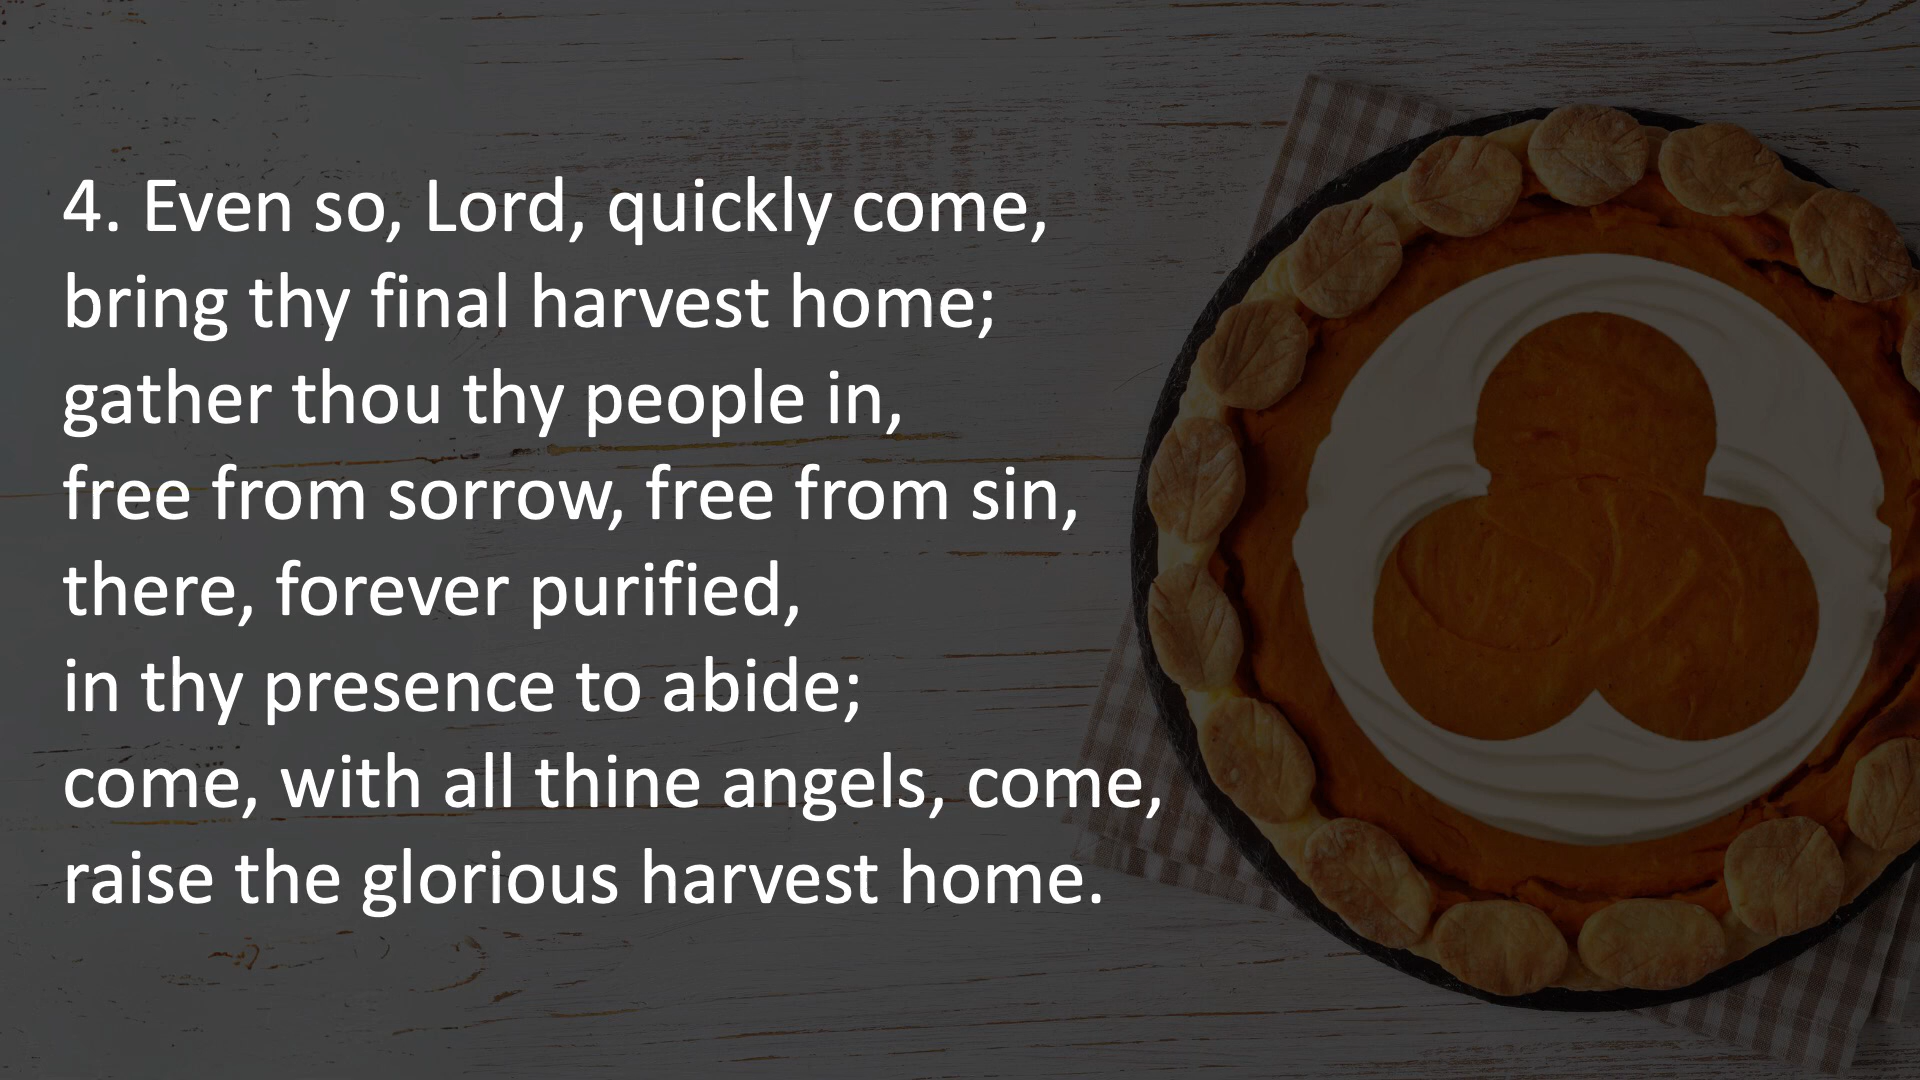 4. Even so, Lord, quickly come,
bring thy final harvest home;
gather thou thy people in,
free from sorrow, free from sin,
there, forever purified,
in thy presence to abide;
come, with all thine angels, come,
raise the glorious harvest home.